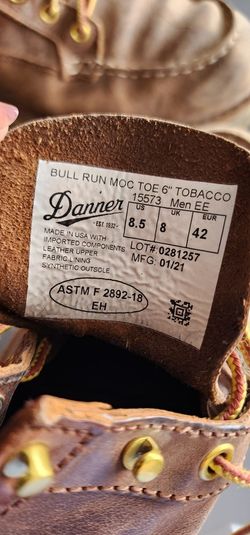 BULL RUN MOC TOE 6" TOBACCO
15573 Men EE
Danner
-EST. 1932-
US UK EUR
8.5 8 42
MADE IN USA WITH
IMPORTED COMPONENTS
LEATHER UPPER
FABRIC LINING
SYNTHETIC OUTSOLE
LOT# 0281257
MFG: 01/21
ASTM F 2892-18
EH